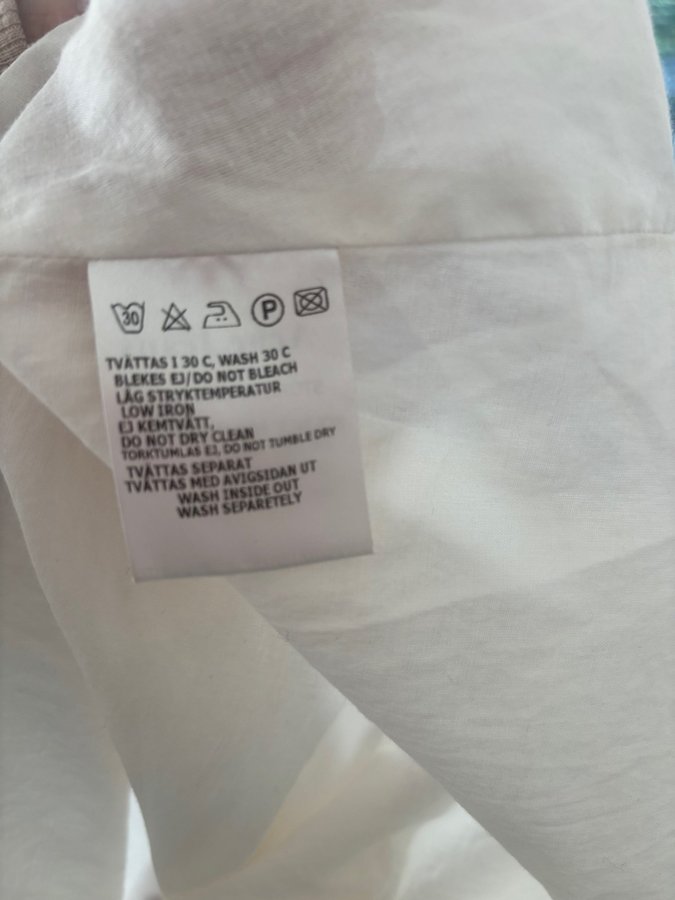 30 P
TVÄTTAS I 30 C, WASH 30 C
BLEKES EJ/DO NOT BLEACH
LÅG STRYKTEMPERATUR
LOW IRON
EJ KEMTVÄTT,
DO NOT DRY CLEAN
TORKTUMLAS EJ, DO NOT TUMBLE DRY
TVÄTTAS SEPARAT
TVÄTTAS MED AVIGSIDAN UT
WASH INSIDE OUT
WASH SEPARETELY